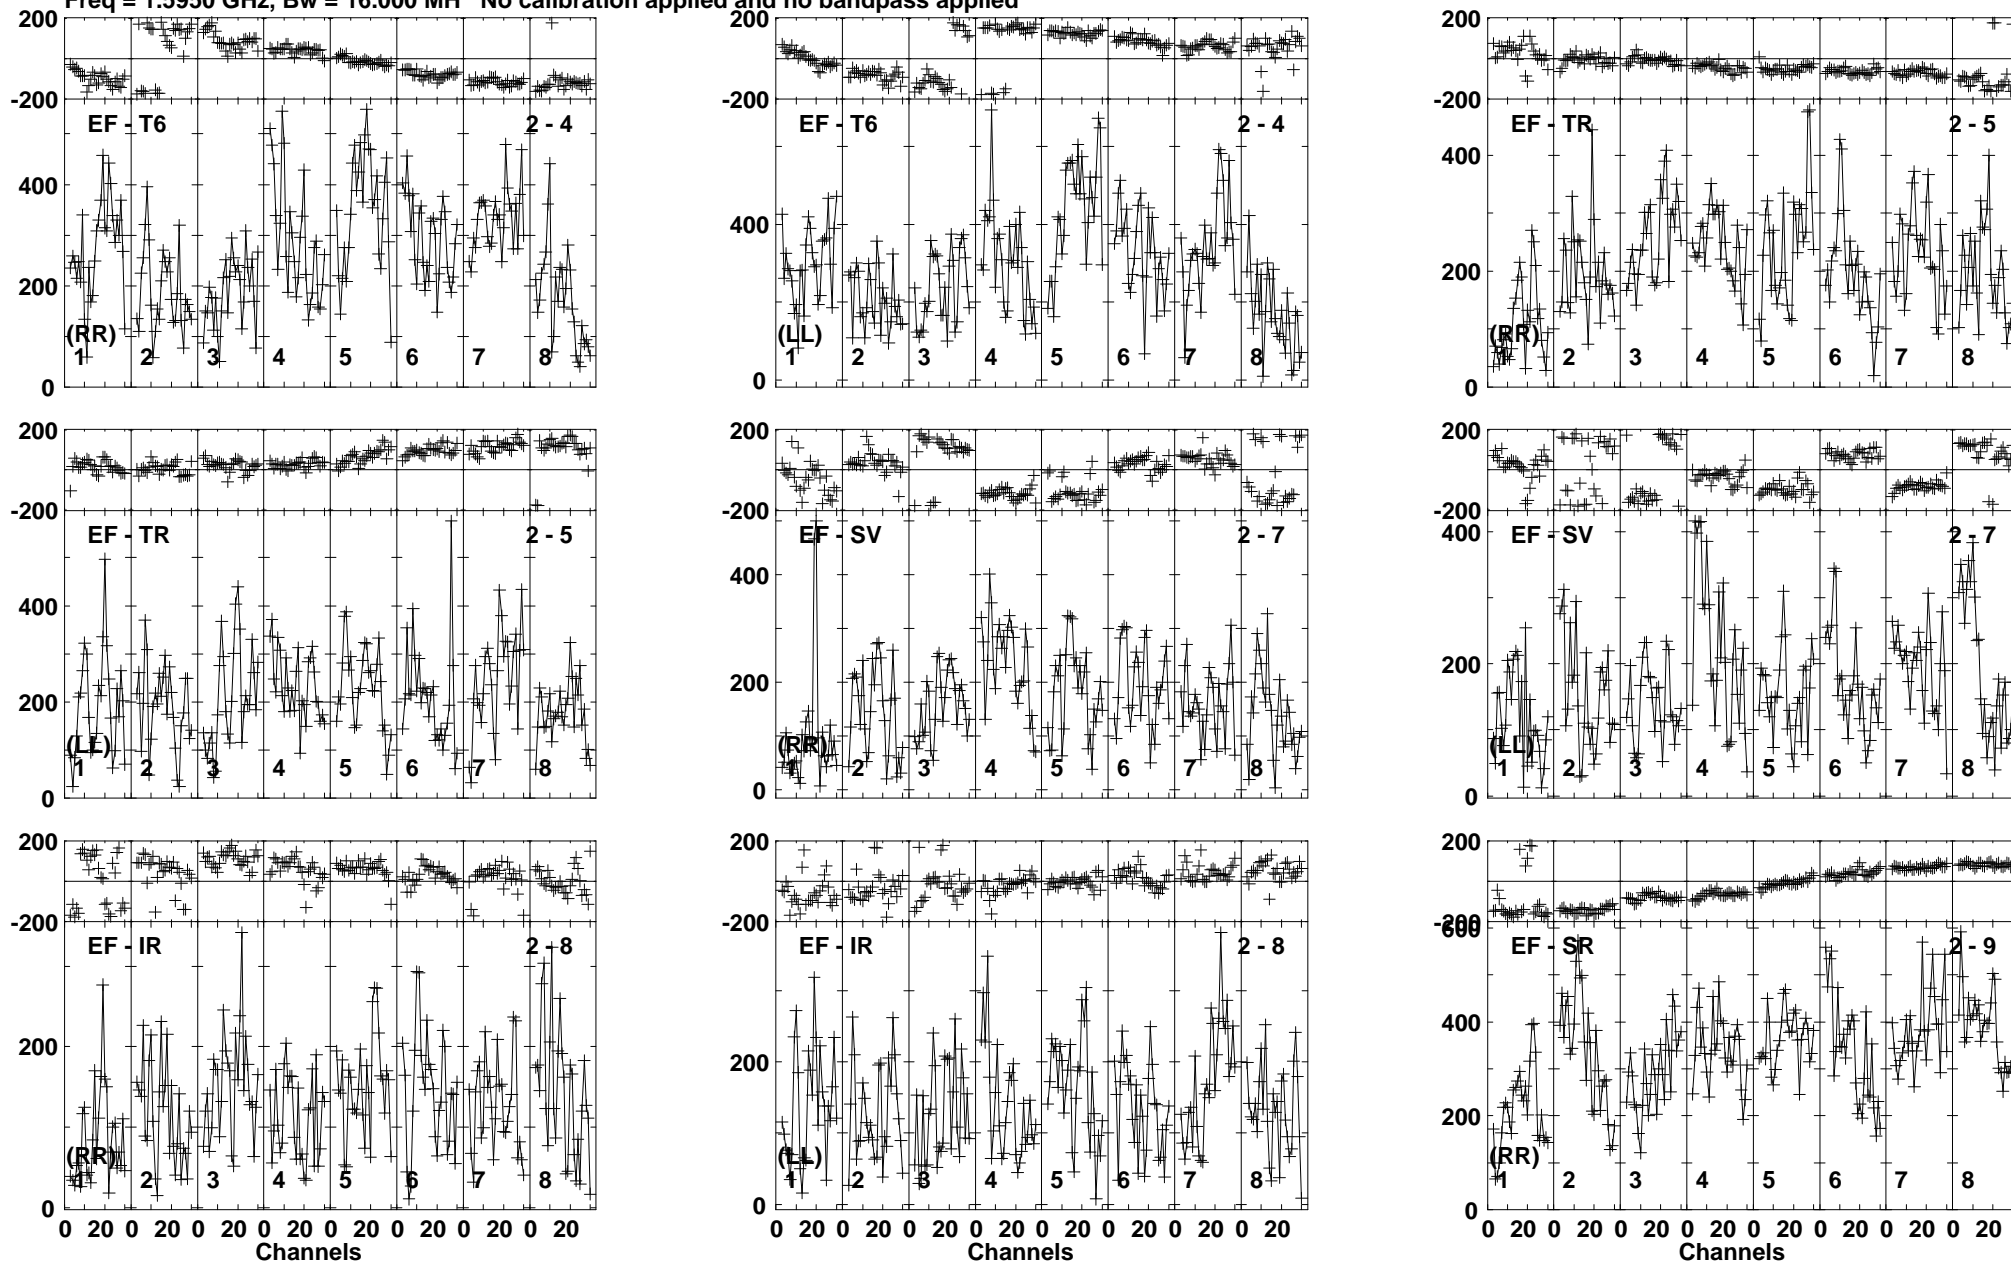 Freq = 1.5950 GHz, Bw = 16.000 MH No calibration applied and no bandpass applied
200 200 200
-200 -200 -200
EF - T6 2 - 4 EF - T6 2 - 4 EF - TR 2 - 5
400 400 400
200 200
(RR) (LL) (RR)
1 2 3 4 5 6 7 8 1 2 3 4 5 6 7 8 1 2 3 4 5 6 7 8
0 0 0
200 200 200
-200 -200 -200
EF - TR 2 - 5 EF - SV 2 - 7 EF - SV 2 - 7
400 400 400
200 200 200
(LL) (RR) (LL)
1 2 3 4 5 6 7 8 1 2 3 4 5 6 7 8 1 2 3 4 5 6 7 8
0 0 0
200 200 200
-200 -200 -200
600
EF - IR 2 - 8 EF - IR 2 - 8 EF - SR 2 - 9
200 200 400
200
(RR) (LL) (RR)
1 2 3 4 5 6 7 8 1 2 3 4 5 6 7 8 1 2 3 4 5 6 7 8
0 0 0
0 20 0 20 0 20 0 20 0 20 0 20 0 20 0 20 0 20 0 20 0 20 0 20 0 20 0 20 0 20 0 20 0 20 0 20 0 20 0 20 0 20 0 20 0 20 0 20
Channels Channels Channels